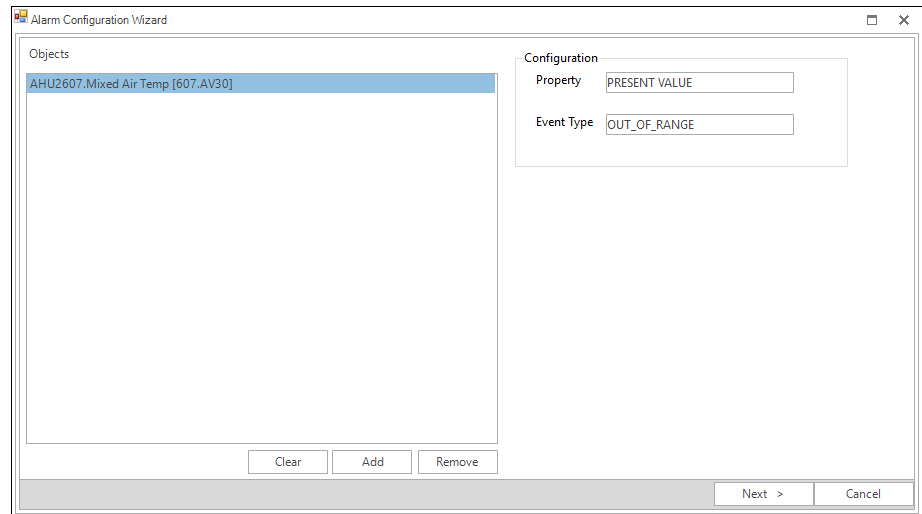 Alarm Configuration Wizard
Objects
AHU2607.Mixed Air Temp [607.AV30]
Configuration
Property PRESENT VALUE
Event Type OUT_OF_RANGE
Clear Add Remove
Next > Cancel